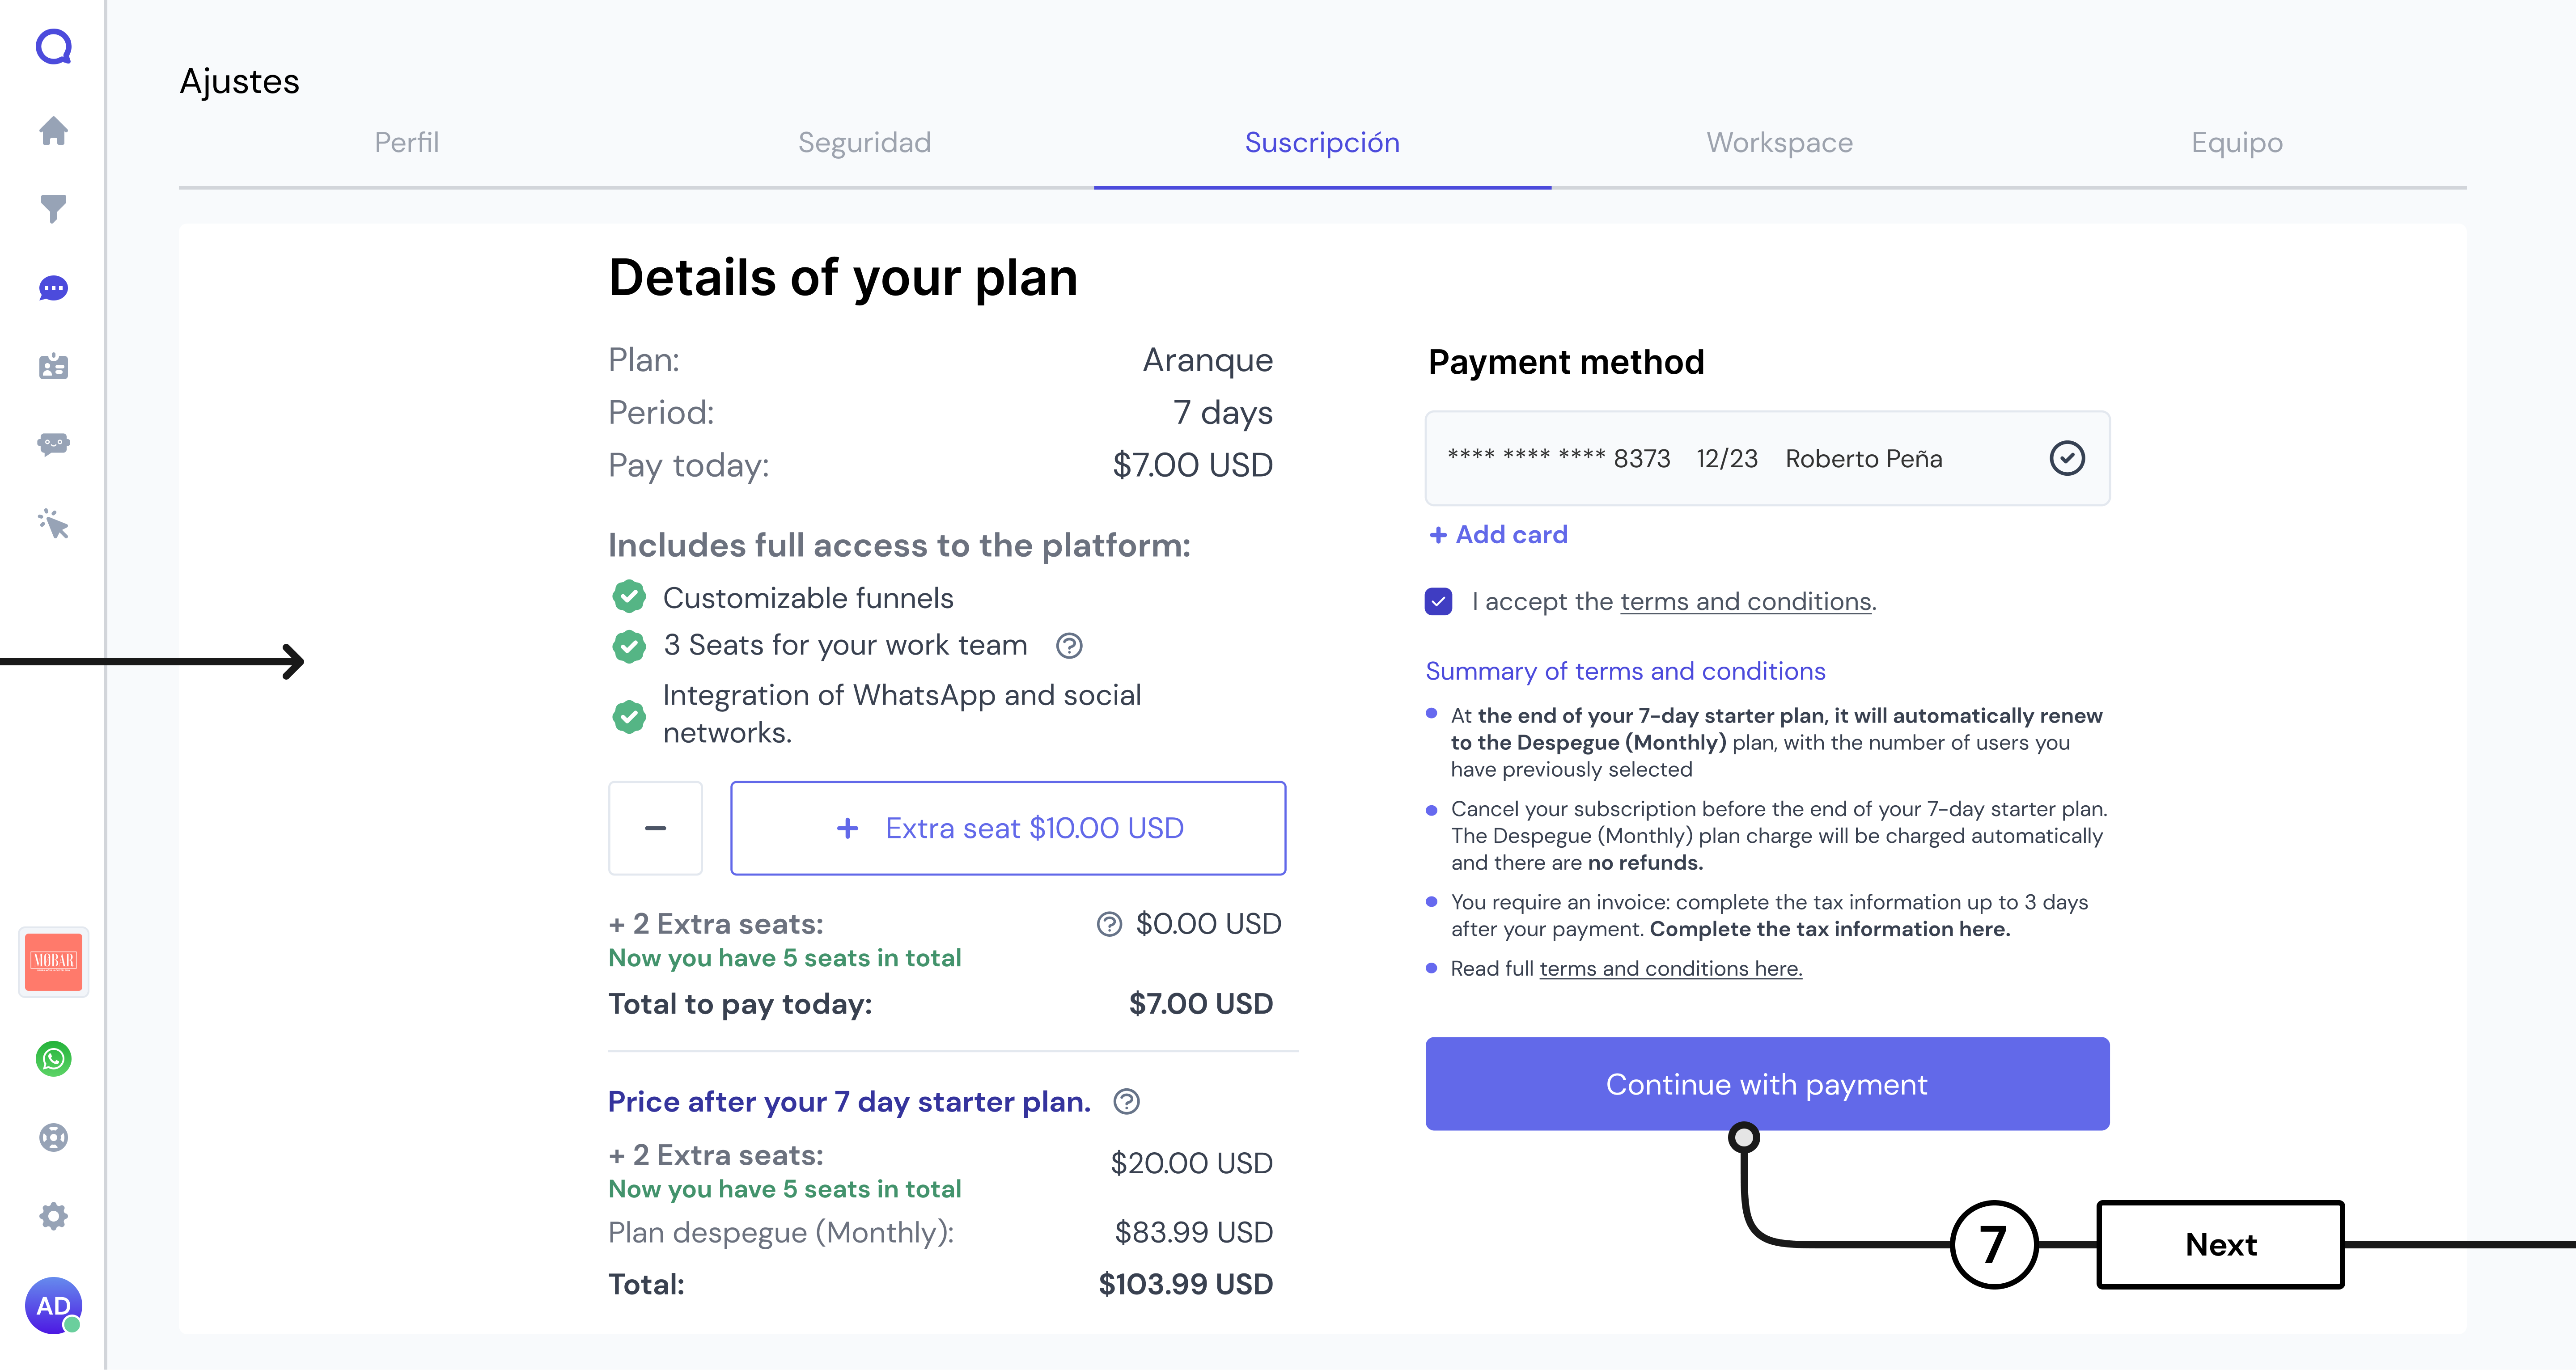 Ajustes
Perfil
Seguridad
Suscripción
Workspace
Equipo
Details of your plan
Plan: Aranque
Period: 7 days
Pay today: $7.00 USD
Includes full access to the platform:
Customizable funnels
3 Seats for your work team
Integration of WhatsApp and social
networks.
Extra seat $10.00 USD
+ 2 Extra seats: $0.00 USD
Now you have 5 seats in total
Total to pay today: $7.00 USD
Price after your 7 day starter plan.
+ 2 Extra seats: $20.00 USD
Now you have 5 seats in total
Plan despegue (Monthly): $83.99 USD
Total: $103.99 USD
Payment method
**** **** **** 8373 12/23 Roberto Peña
+ Add card
I accept the terms and conditions.
Summary of terms and conditions
At the end of your 7-day starter plan, it will automatically renew
to the Despegue (Monthly) plan, with the number of users you
have previously selected
Cancel your subscription before the end of your 7-day starter plan.
The Despegue (Monthly) plan charge will be charged automatically
and there are no refunds.
You require an invoice: complete the tax information up to 3 days
after your payment. Complete the tax information here.
Read full terms and conditions here.
Continue with payment
7
Next
MOBAR
AD